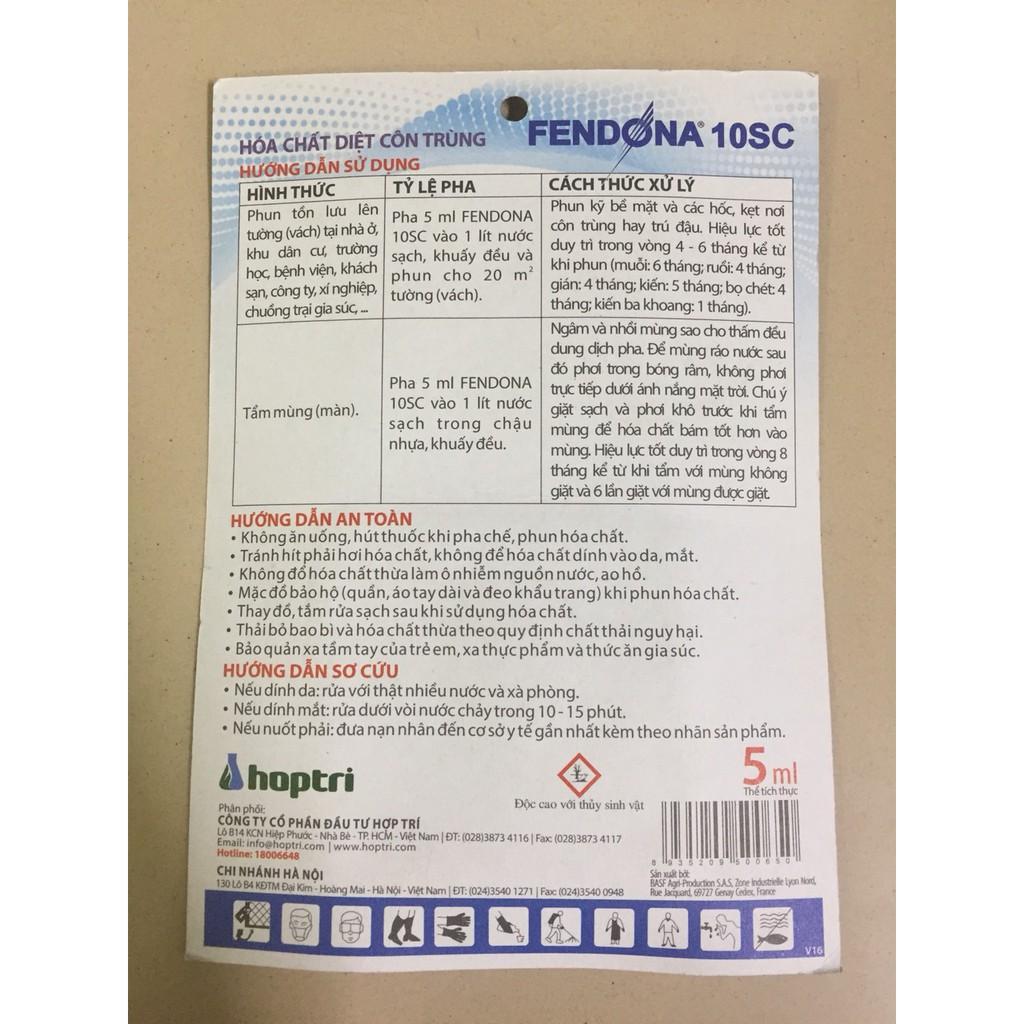 HÓA CHẤT DIỆT CÔN TRÙNG
FENDONA® 10SC
HƯỚNG DẪN SỬ DỤNG
HÌNH THỨC
TỶ LỆ PHA
CÁCH THỨC XỬ LÝ
Phun tồn lưu lên
tường (vách) tại nhà ở,
khu dân cư, trường
học, bệnh viện, khách
sạn, công ty, xí nghiệp,
chuồng trại gia súc, ...
Pha 5 ml FENDONA
10SC vào 1 lít nước
sạch, khuấy đều và
phun cho 20 m²
tường (vách).
Phun kỹ bề mặt và các hốc, kẹt nơi
côn trùng hay trú đậu. Hiệu lực tốt
duy trì trong vòng 4 - 6 tháng kể từ
khi phun (muỗi: 6 tháng; ruồi: 4 tháng;
gián: 4 tháng; kiến: 5 tháng; bọ chét: 4
tháng; kiến ba khoang: 1 tháng).
Tẩm mùng (màn).
Pha 5 ml FENDONA
10SC vào 1 lít nước
sạch trong chậu
nhựa, khuấy đều.
Ngâm và nhồi mùng sao cho thấm đều
dung dịch pha. Để mùng ráo nước sau
đó phơi trong bóng râm, không phơi
trực tiếp dưới ánh nắng mặt trời. Chú ý
giặt sạch và phơi khô trước khi tẩm
mùng để hóa chất bám tốt hơn vào
mùng. Hiệu lực tốt duy trì trong vòng 8
tháng kể từ khi tẩm với mùng không
giặt và 6 lần giặt với mùng được giặt.
HƯỚNG DẪN AN TOÀN
• Không ăn uống, hút thuốc khi pha chế, phun hóa chất.
• Tránh hít phải hơi hóa chất, không để hóa chất dính vào da, mắt.
• Không đổ hóa chất thừa làm ô nhiễm nguồn nước, ao hồ.
• Mặc đồ bảo hộ (quần, áo tay dài và đeo khẩu trang) khi phun hóa chất.
• Thay đồ, tắm rửa sạch sau khi sử dụng hóa chất.
• Thải bỏ bao bì và hóa chất thừa theo quy định chất thải nguy hại.
• Bảo quản xa tầm tay của trẻ em, xa thực phẩm và thức ăn gia súc.
HƯỚNG DẪN SƠ CỨU
• Nếu dính da: rửa với thật nhiều nước và xà phòng.
• Nếu dính mắt: rửa dưới vòi nước chảy trong 10 - 15 phút.
• Nếu nuốt phải: đưa nạn nhân đến cơ sở y tế gần nhất kèm theo nhãn sản phẩm.
hoptri
Độc cao với thủy sinh vật
5 ml
Thể tích thực
Phân phối:
CÔNG TY CỔ PHẦN ĐẦU TƯ HỢP TRÍ
Lô B14 KCN Hiệp Phước - Nhà Bè - TP. HCM - Việt Nam | ĐT: (028)3873 4116 | Fax: (028)3873 4117
Email: info@hoptri.com | www.hoptri.com
Hotline: 18006648
CHI NHÁNH HÀ NỘI
130 Lô B4 KĐTM Đại Kim - Hoàng Mai - Hà Nội - Việt Nam | ĐT: (024)3540 1271 | Fax: (024)3540 0948
8 935209 500650
Sản xuất bởi:
BASF Agri-Production S.A.S, Zone Industrielle Lyon Nord,
Rue Jacquard, 69727 Genay Cedex, France
V16